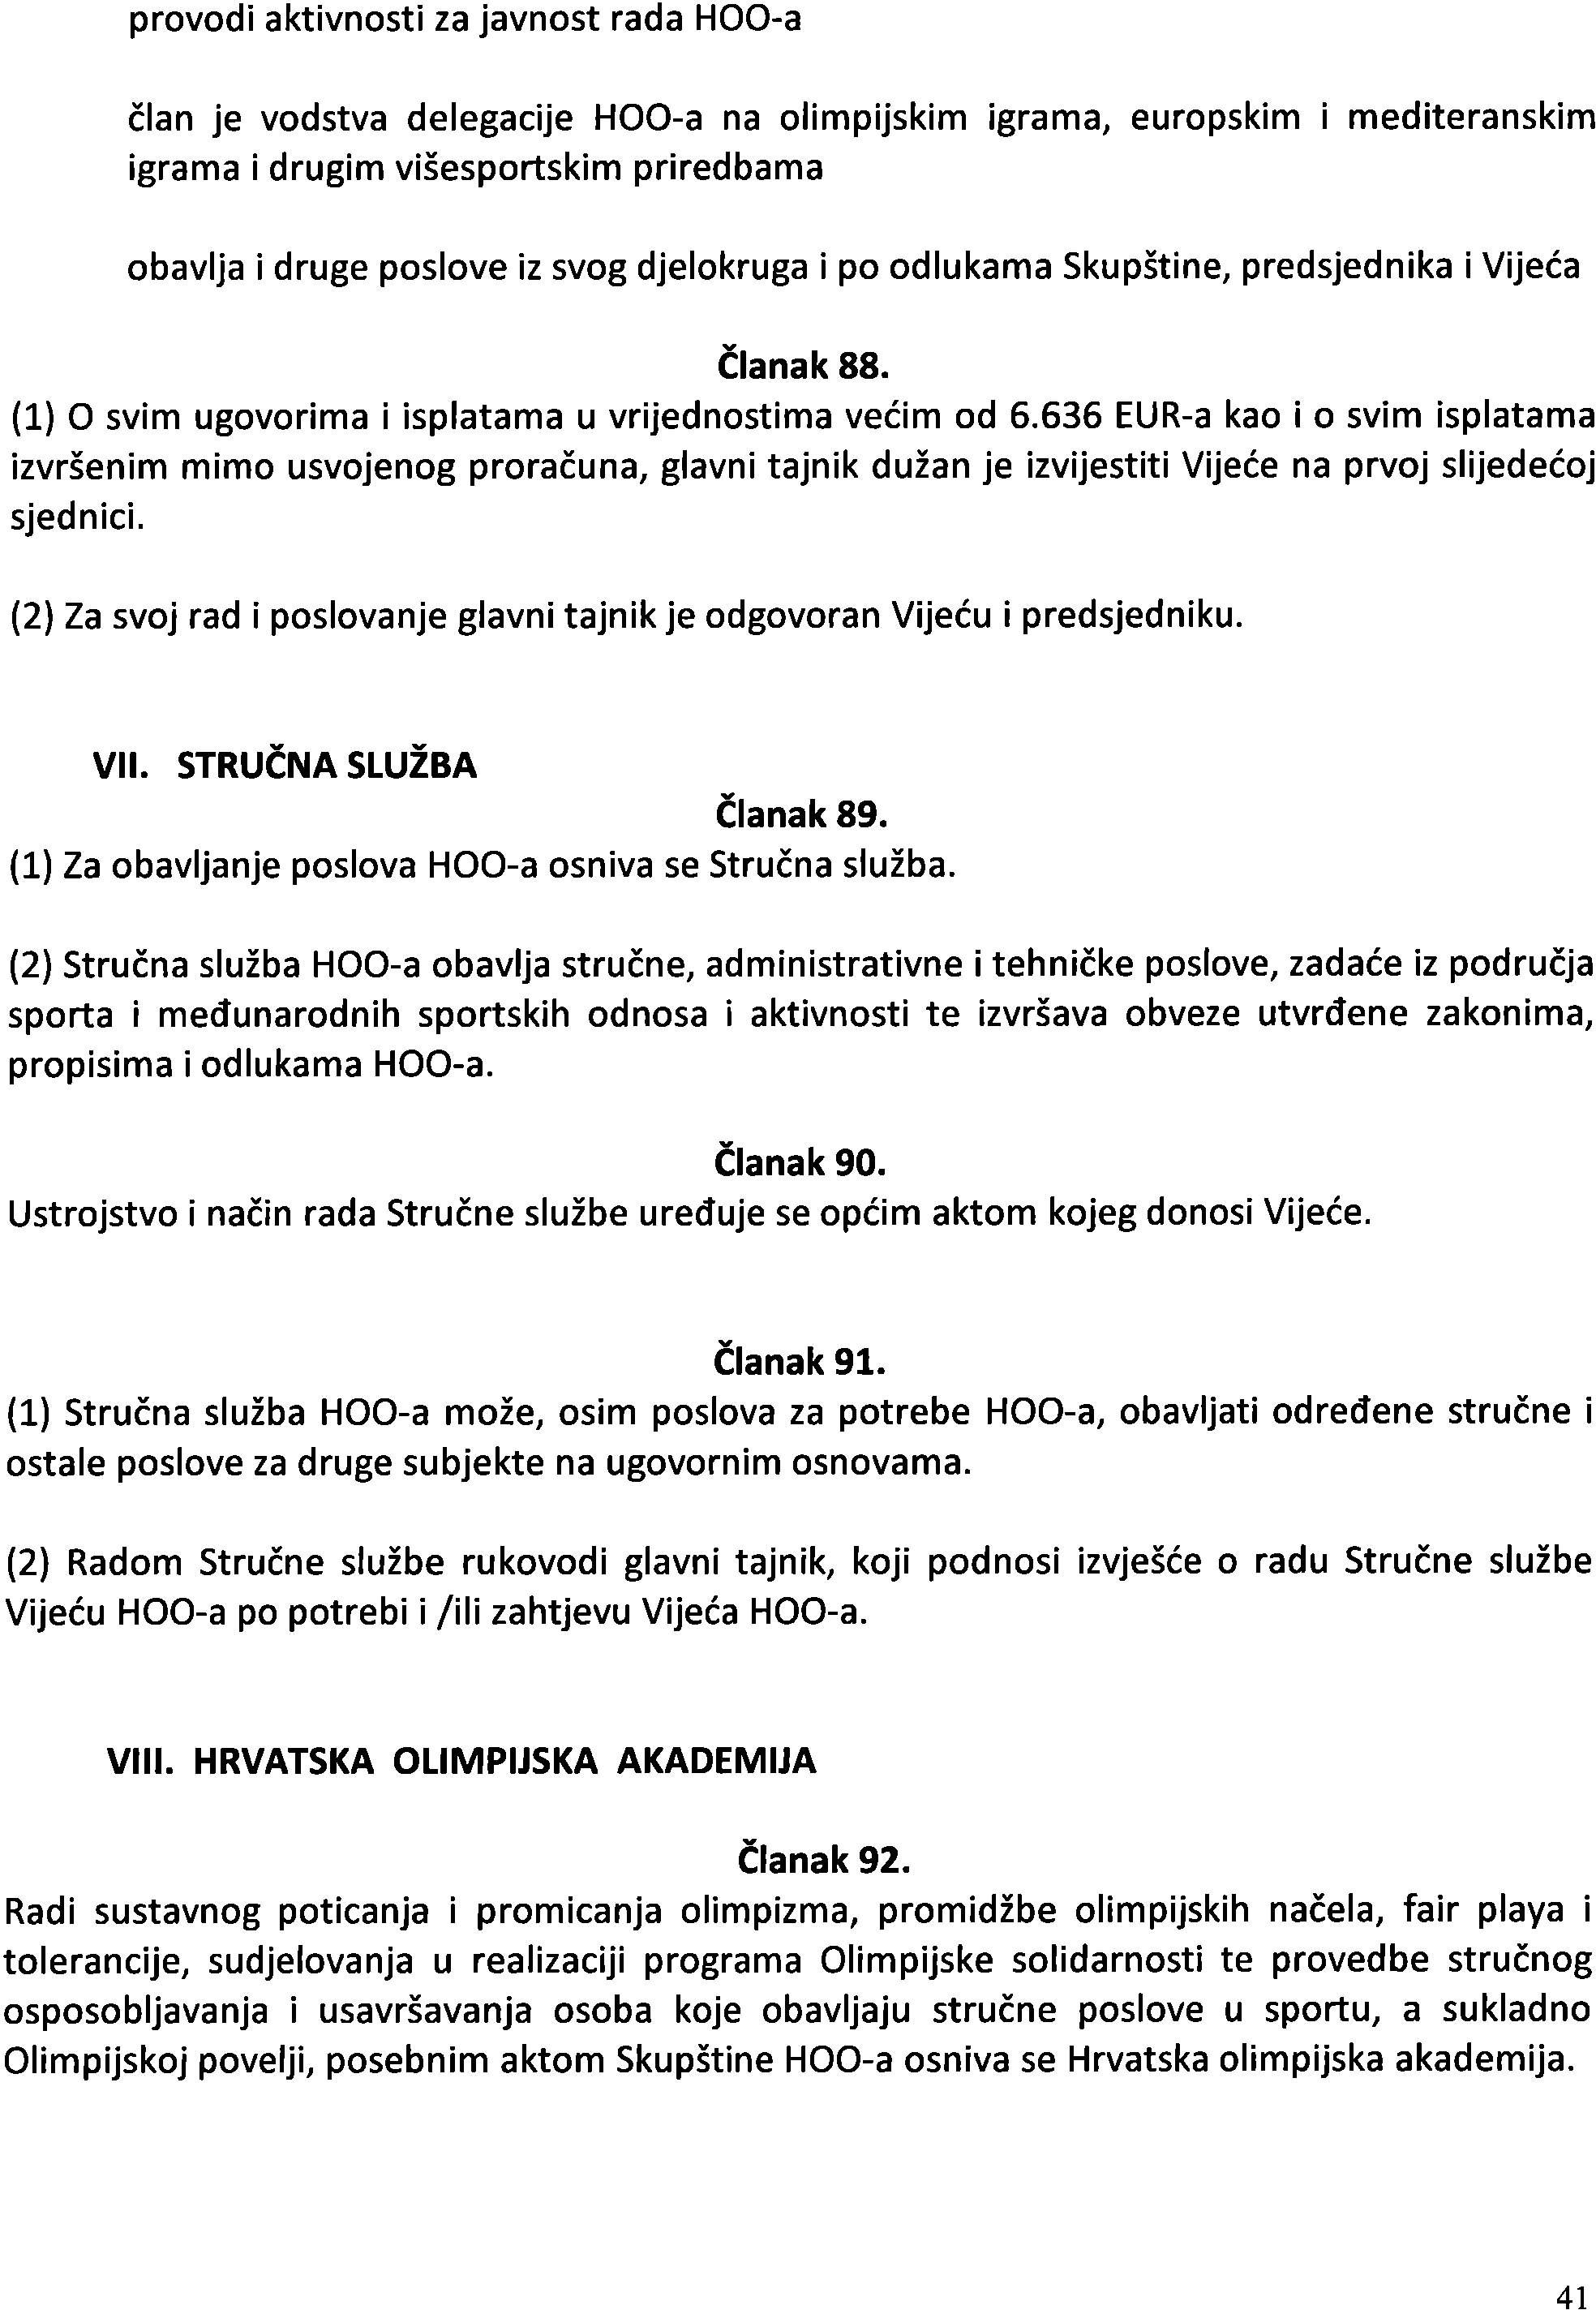 provodi aktivnosti za javnost rada HOO-a
član je vodstva delegacije HOO-a na olimpijskim igrama, europskim i mediteranskim
igrama i drugim višesportskim priredbama
obavlja i druge poslove iz svog djelokruga i po odlukama Skupštine, predsjednika i Vijeća
Članak 88.
(1) O svim ugovorima i isplatama u vrijednostima većim od 6.636 EUR-a kao i o svim isplatama
izvršenim mimo usvojenog proračuna, glavni tajnik dužan je izvijestiti Vijeće na prvoj slijedećoj
sjednici.
(2) Za svoj rad i poslovanje glavni tajnik je odgovoran Vijeću i predsjedniku.
VII. STRUČNA SLUŽBA
Članak 89.
(1) Za obavljanje poslova HOO-a osniva se Stručna služba.
(2) Stručna služba HOO-a obavlja stručne, administrativne i tehničke poslove, zadaće iz područja
sporta i međunarodnih sportskih odnosa i aktivnosti te izvršava obveze utvrđene zakonima,
propisima i odlukama HOO-a.
Članak 90.
Ustrojstvo i način rada Stručne službe uređuje se općim aktom kojeg donosi Vijeće.
Članak 91.
(1) Stručna služba HOO-a može, osim poslova za potrebe HOO-a, obavljati određene stručne i
ostale poslove za druge subjekte na ugovornim osnovama.
(2) Radom Stručne službe rukovodi glavni tajnik, koji podnosi izvješće o radu Stručne službe
Vijeću HOO-a po potrebi i /ili zahtjevu Vijeća HOO-a.
VIII. HRVATSKA OLIMPIJSKA AKADEMIJA
Članak 92.
Radi sustavnog poticanja i promicanja olimpizma, promidžbe olimpijskih načela, fair playa i
tolerancije, sudjelovanja u realizaciji programa Olimpijske solidarnosti te provedbe stručnog
osposobljavanja i usavršavanja osoba koje obavljaju stručne poslove u sportu, a sukladno
Olimpijskoj povelji, posebnim aktom Skupštine HOO-a osniva se Hrvatska olimpijska akademija.
41